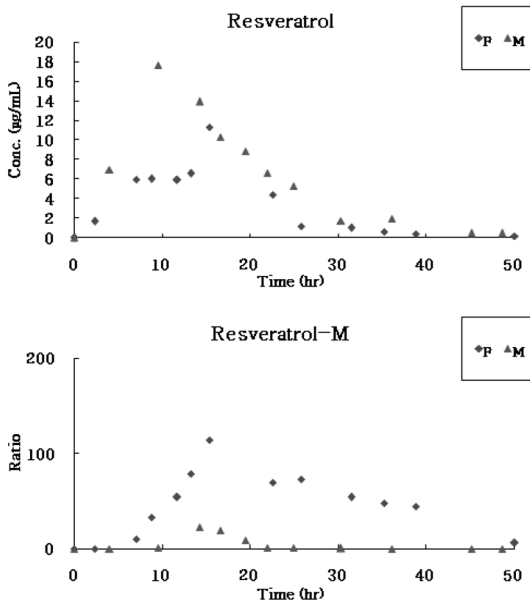 Resveratrol
F M
20
18
16
14
12
10
8
6
4
2
0
Conc. (µg/mL)
0 10 20 30 40 50
Time (hr)
Resveratrol-M
F M
200
100
0
Ratio
0 10 20 30 40 50
Time (hr)